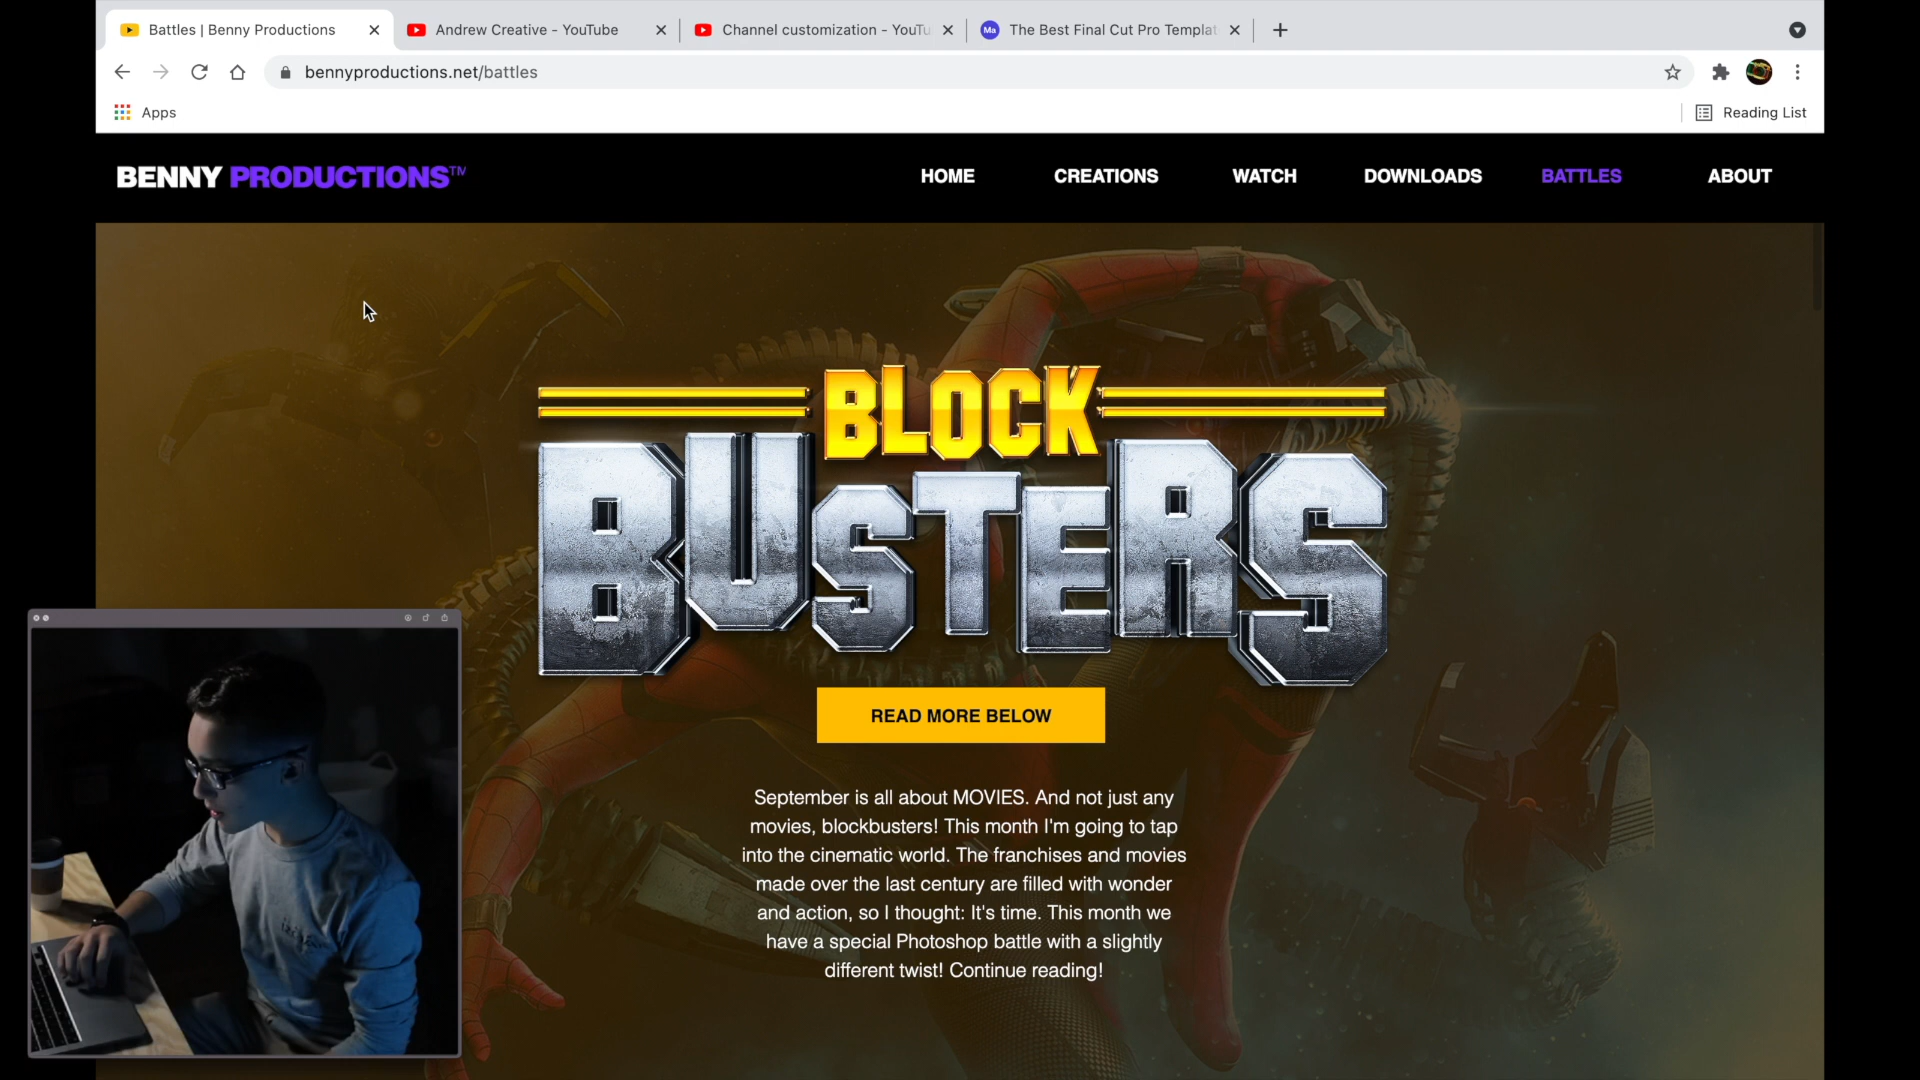 Battles | Benny Productions
Andrew Creative - YouTube
Channel customization - YouTu
The Best Final Cut Pro Templat
bennyproductions.net/battles
Apps
Reading List
BENNY PRODUCTIONS™
HOME
CREATIONS
WATCH
DOWNLOADS
BATTLES
ABOUT
BLOCK
BUSTERS
READ MORE BELOW
September is all about MOVIES. And not just any
movies, blockbusters! This month I'm going to tap
into the cinematic world. The franchises and movies
made over the last century are filled with wonder
and action, so I thought: It's time. This month we
have a special Photoshop battle with a slightly
different twist! Continue reading!